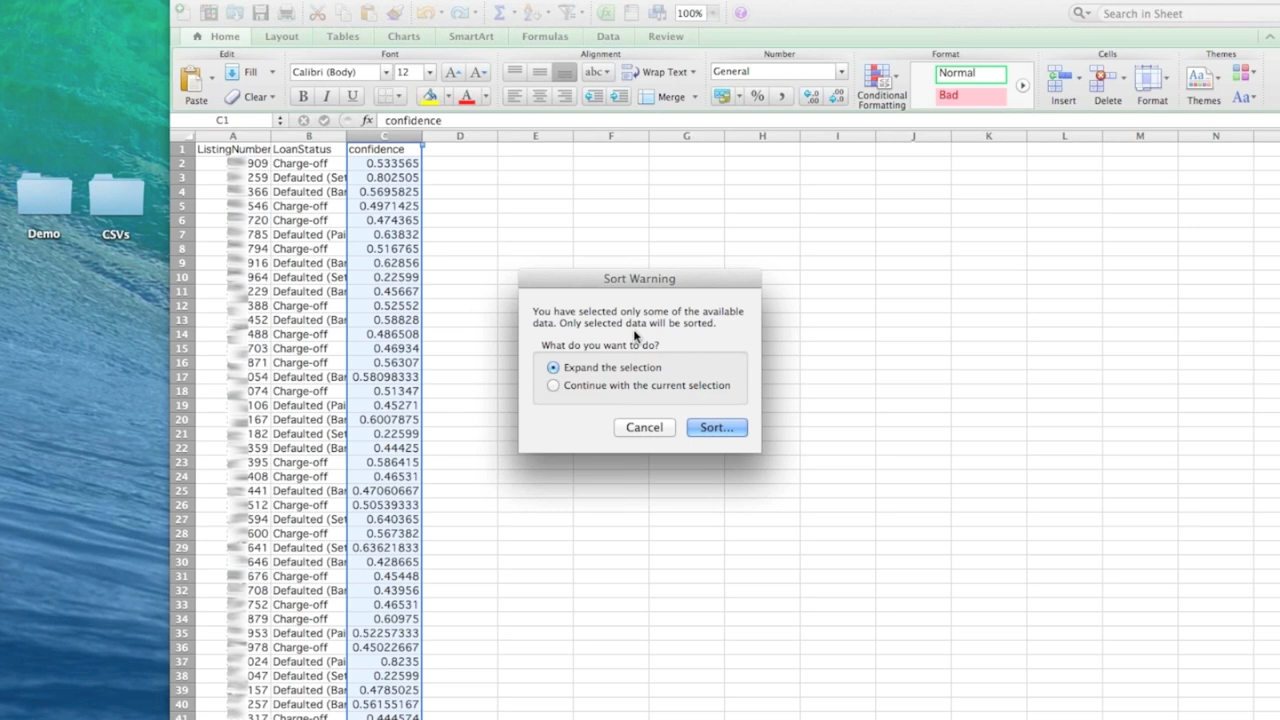 100%
Search in Sheet
Home Layout Tables Charts SmartArt Formulas Data Review
Edit Font Alignment Number Format Cells Themes
Fill Calibri (Body) 12 A A abc Wrap Text General Normal
Paste Clear B I U A Merge % Conditional Formatting Bad Insert Delete Format Themes Aa
C1 fx confidence
A B C D E F G H I J K L M N
1 ListingNumber LoanStatus confidence
2 909 Charge-off 0.533565
3 259 Defaulted (Set 0.802505
4 366 Defaulted (Bar 0.5695825
5 546 Charge-off 0.4971425
6 720 Charge-off 0.474365
7 785 Defaulted (Pai 0.63832
8 794 Charge-off 0.516765
9 916 Defaulted (Bar 0.62856
10 964 Defaulted (Set 0.22599
11 229 Defaulted (Bar 0.45667
12 388 Charge-off 0.52552
13 452 Defaulted (Bar 0.58828
14 488 Charge-off 0.486508
15 703 Charge-off 0.46934
16 871 Charge-off 0.56307
17 054 Defaulted (Bar 0.58098333
18 074 Charge-off 0.51347
19 106 Defaulted (Pai 0.45271
20 167 Defaulted (Bar 0.6007875
21 182 Defaulted (Set 0.22599
22 359 Defaulted (Bar 0.44425
23 395 Charge-off 0.586415
24 408 Charge-off 0.46531
25 441 Defaulted (Bar 0.47060667
26 512 Charge-off 0.50539333
27 594 Defaulted (Set 0.640365
28 600 Charge-off 0.567382
29 641 Defaulted (Set 0.63621833
30 646 Defaulted (Bar 0.428665
31 676 Charge-off 0.45448
32 708 Defaulted (Bar 0.43956
33 752 Charge-off 0.46531
34 879 Charge-off 0.60975
35 953 Defaulted (Pai 0.52257333
36 978 Charge-off 0.45022667
37 024 Defaulted (Pai 0.8235
38 047 Defaulted (Set 0.22599
39 157 Defaulted (Bar 0.4785025
40 257 Defaulted (Bar 0.56155167
41 317 Charge-off 0.444574
Demo
CSVs
Sort Warning
You have selected only some of the available
data. Only selected data will be sorted.
What do you want to do?
Expand the selection
Continue with the current selection
Cancel Sort...